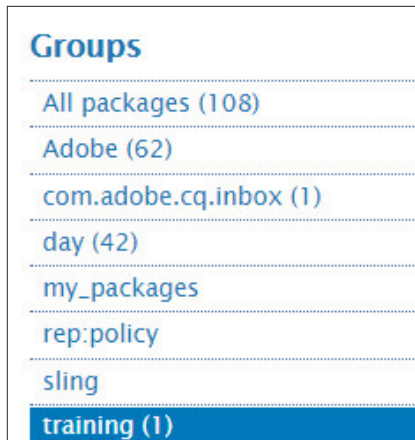 Groups
All packages (108)
Adobe (62)
com.adobe.cq.inbox (1)
day (42)
my_packages
rep:policy
sling
training (1)